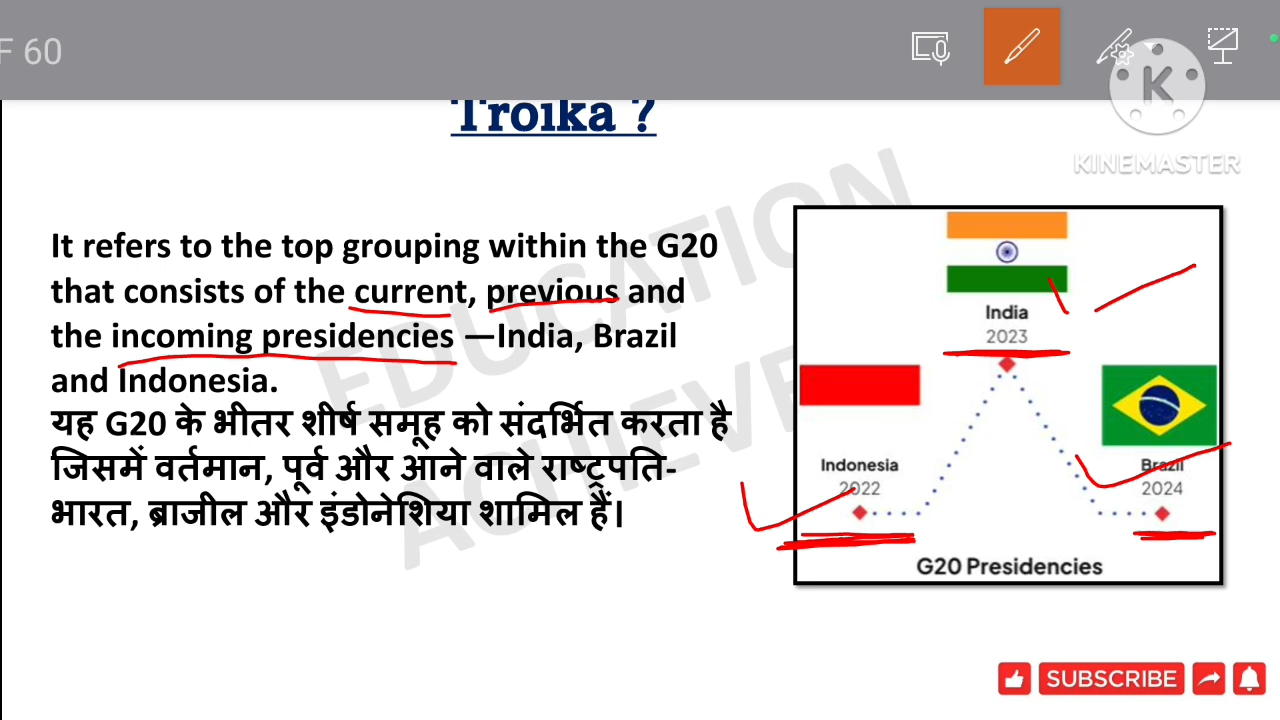 F 60
KINEMASTER
Troika ?
It refers to the top grouping within the G20
that consists of the current, previous and
the incoming presidencies —India, Brazil
and Indonesia.
यह G20 के भीतर शीर्ष समूह को संदर्भित करता है
जिसमें वर्तमान, पूर्व और आने वाले राष्ट्रपति-
भारत, ब्राजील और इंडोनेशिया शामिल हैं।
EDUCATION
ACHIEVE
India
2023
Indonesia
2022
Brazil
2024
G20 Presidencies
SUBSCRIBE
K